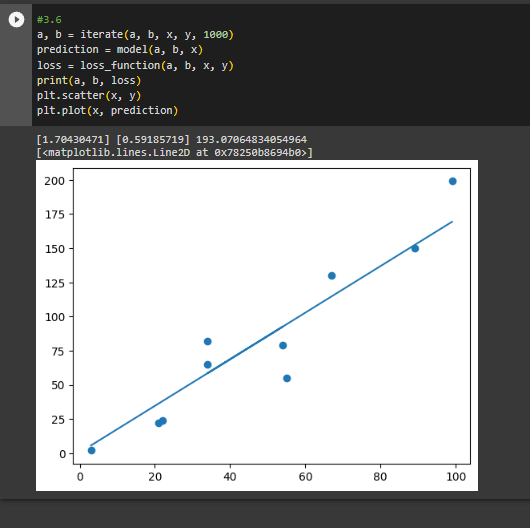 #3.6
a, b = iterate(a, b, x, y, 1000)
prediction = model(a, b, x)
loss = loss_function(a, b, x, y)
print(a, b, loss)
plt.scatter(x, y)
plt.plot(x, prediction)
[1.70430471] [0.59185719] 193.07064834054964
[<matplotlib.lines.Line2D at 0x78250b8694b0>]
200
175
150
125
100
75
50
25
0
0 20 40 60 80 100